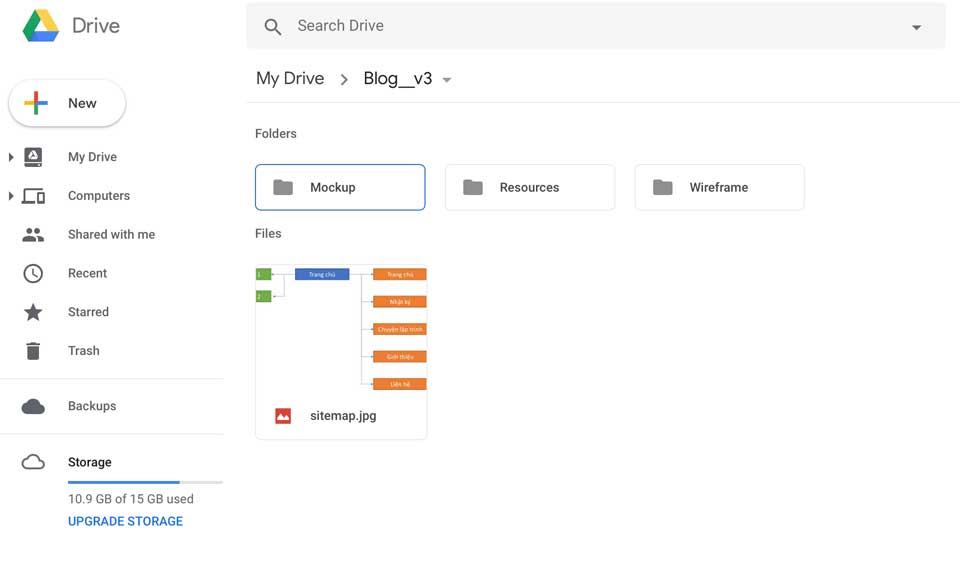 Drive
Search Drive
My Drive
Blog__v3
New
My Drive
Computers
Shared with me
Recent
Starred
Trash
Backups
Storage
10.9 GB of 15 GB used
UPGRADE STORAGE
Folders
Mockup
Resources
Wireframe
Files
1
2
Trang chủ
Trang chủ
Nhật ký
Chuyện lập trình
Giới thiệu
Liên hệ
sitemap.jpg